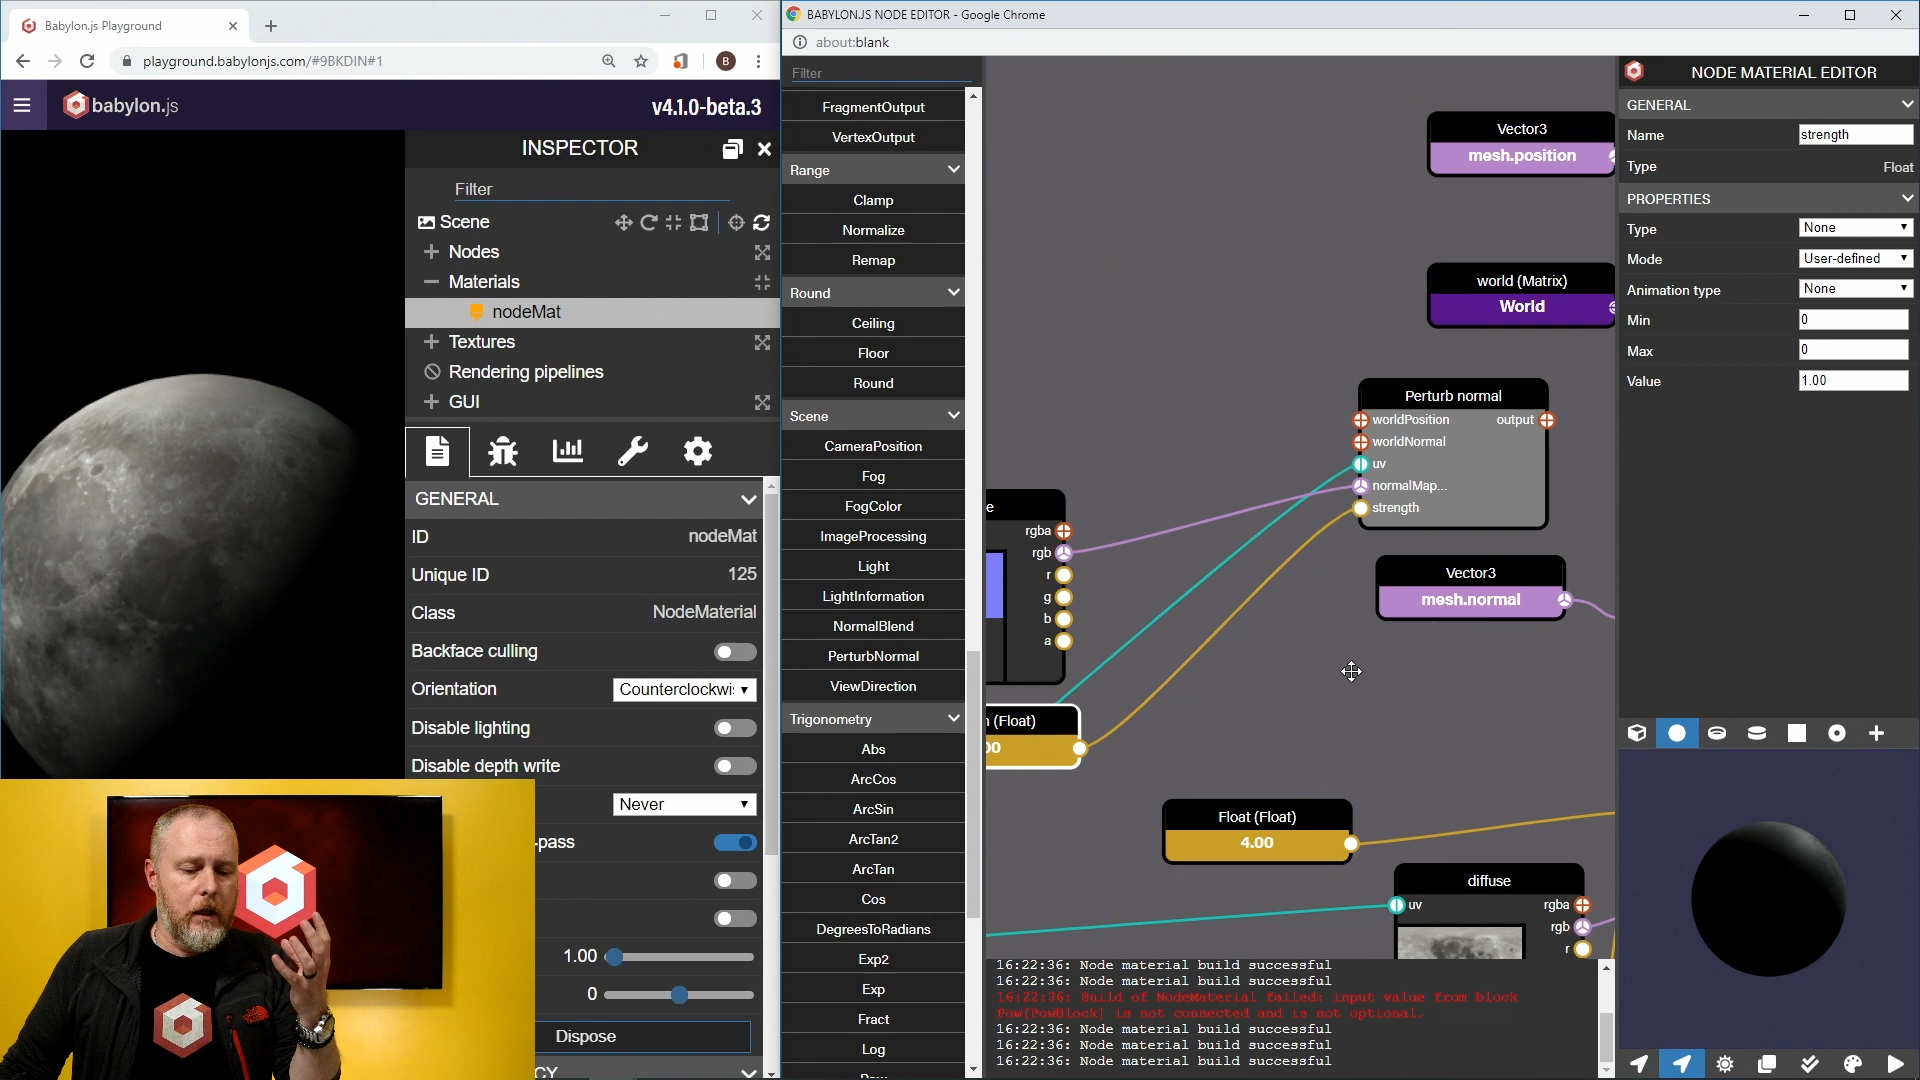 Babylon.js Playground
playground.babylonjs.com/#9BKDIN#1
B
babylon.js
v4.1.0-beta.3
INSPECTOR
Filter
Scene
Nodes
Materials
nodeMat
Textures
Rendering pipelines
GUI
GENERAL
ID
nodeMat
Unique ID
125
Class
NodeMaterial
Backface culling
Orientation
Counterclockwi
Disable lighting
Disable depth write
Never
-pass
1.00
0
Dispose
CY
BABYLON.JS NODE EDITOR - Google Chrome
about:blank
Filter
FragmentOutput
VertexOutput
Range
Clamp
Normalize
Remap
Round
Ceiling
Floor
Round
Scene
CameraPosition
Fog
FogColor
ImageProcessing
Light
LightInformation
NormalBlend
PerturbNormal
ViewDirection
Trigonometry
Abs
ArcCos
ArcSin
ArcTan2
ArcTan
Cos
DegreesToRadians
Exp2
Exp
Fract
Log
Vector3
mesh.position
world (Matrix)
World
Perturb normal
worldPosition
output
worldNormal
uv
normalMap...
strength
e
rgba
rgb
r
g
b
a
Vector3
mesh.normal
(Float)
00
Float (Float)
4.00
diffuse
uv
rgba
rgb
r
16:22:36: Node material build successful
16:22:36: Node material build successful
16:22:36: Build of NodeMaterial failed: input value from block
Pow[PowBlock] is not connected and is not optional.
16:22:36: Node material build successful
16:22:36: Node material build successful
16:22:36: Node material build successful
NODE MATERIAL EDITOR
GENERAL
Name
strength
Type
Float
PROPERTIES
Type
None
Mode
User-defined
Animation type
None
Min
0
Max
0
Value
1.00